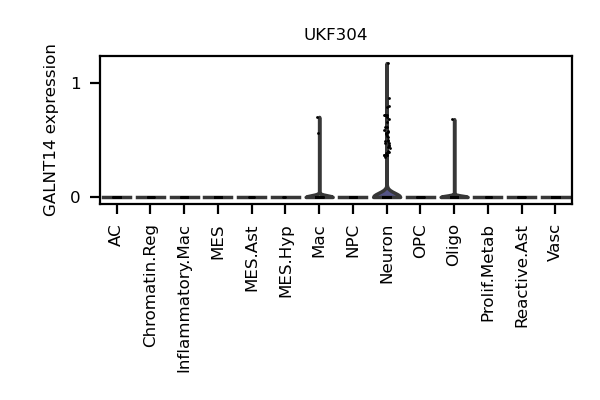 UKF304
GALNT14 expression
1
0
AC
Chromatin.Reg
Inflammatory.Mac
MES
MES.Ast
MES.Hyp
Mac
NPC
Neuron
OPC
Oligo
Prolif.Metab
Reactive.Ast
Vasc